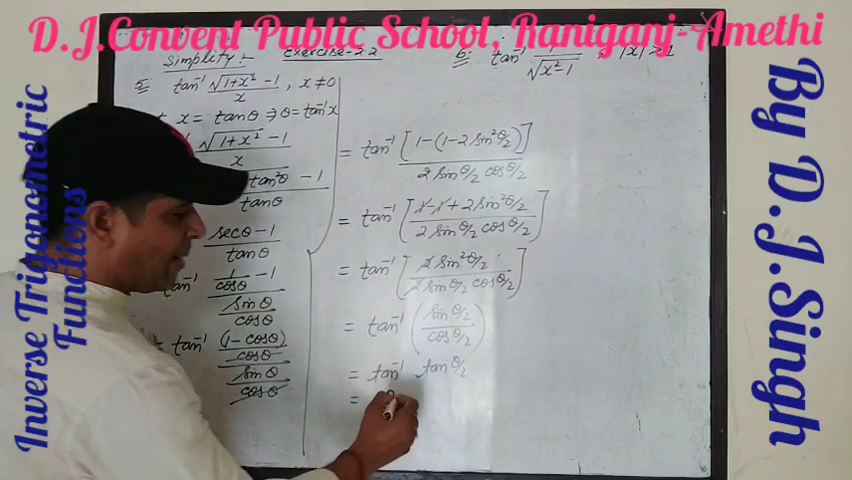 D.J.Convent Public School, Raniganj-Amethi
Inverse Trigonometric
Functions
By D.J.Singh
Simplify :- Exercise-2.2
5. tan⁻¹ (√(1+x²) -1)/x , x ≠ 0
x = tanθ ⇒ θ = tan⁻¹x
(√(1+x²) -1)/x
tan²θ - 1
tanθ
(secθ -1)/tanθ
tan⁻¹ (1/cosθ -1)/(sinθ/cosθ)
= tan⁻¹ ((1-cosθ)/cosθ)/(sinθ/cosθ)
= tan⁻¹ [(1-(1-2sin²θ/2))/(2sinθ/2 cosθ/2)]
= tan⁻¹ [(1-1+2sin²θ/2)/(2sinθ/2 cosθ/2)]
= tan⁻¹ [(2sin²θ/2)/(2sinθ/2 cosθ/2)]
= tan⁻¹ (sinθ/2 / cosθ/2)
= tan⁻¹ tanθ/2
=
6. tan⁻¹ 1/√(x²-1) , |x| > 1